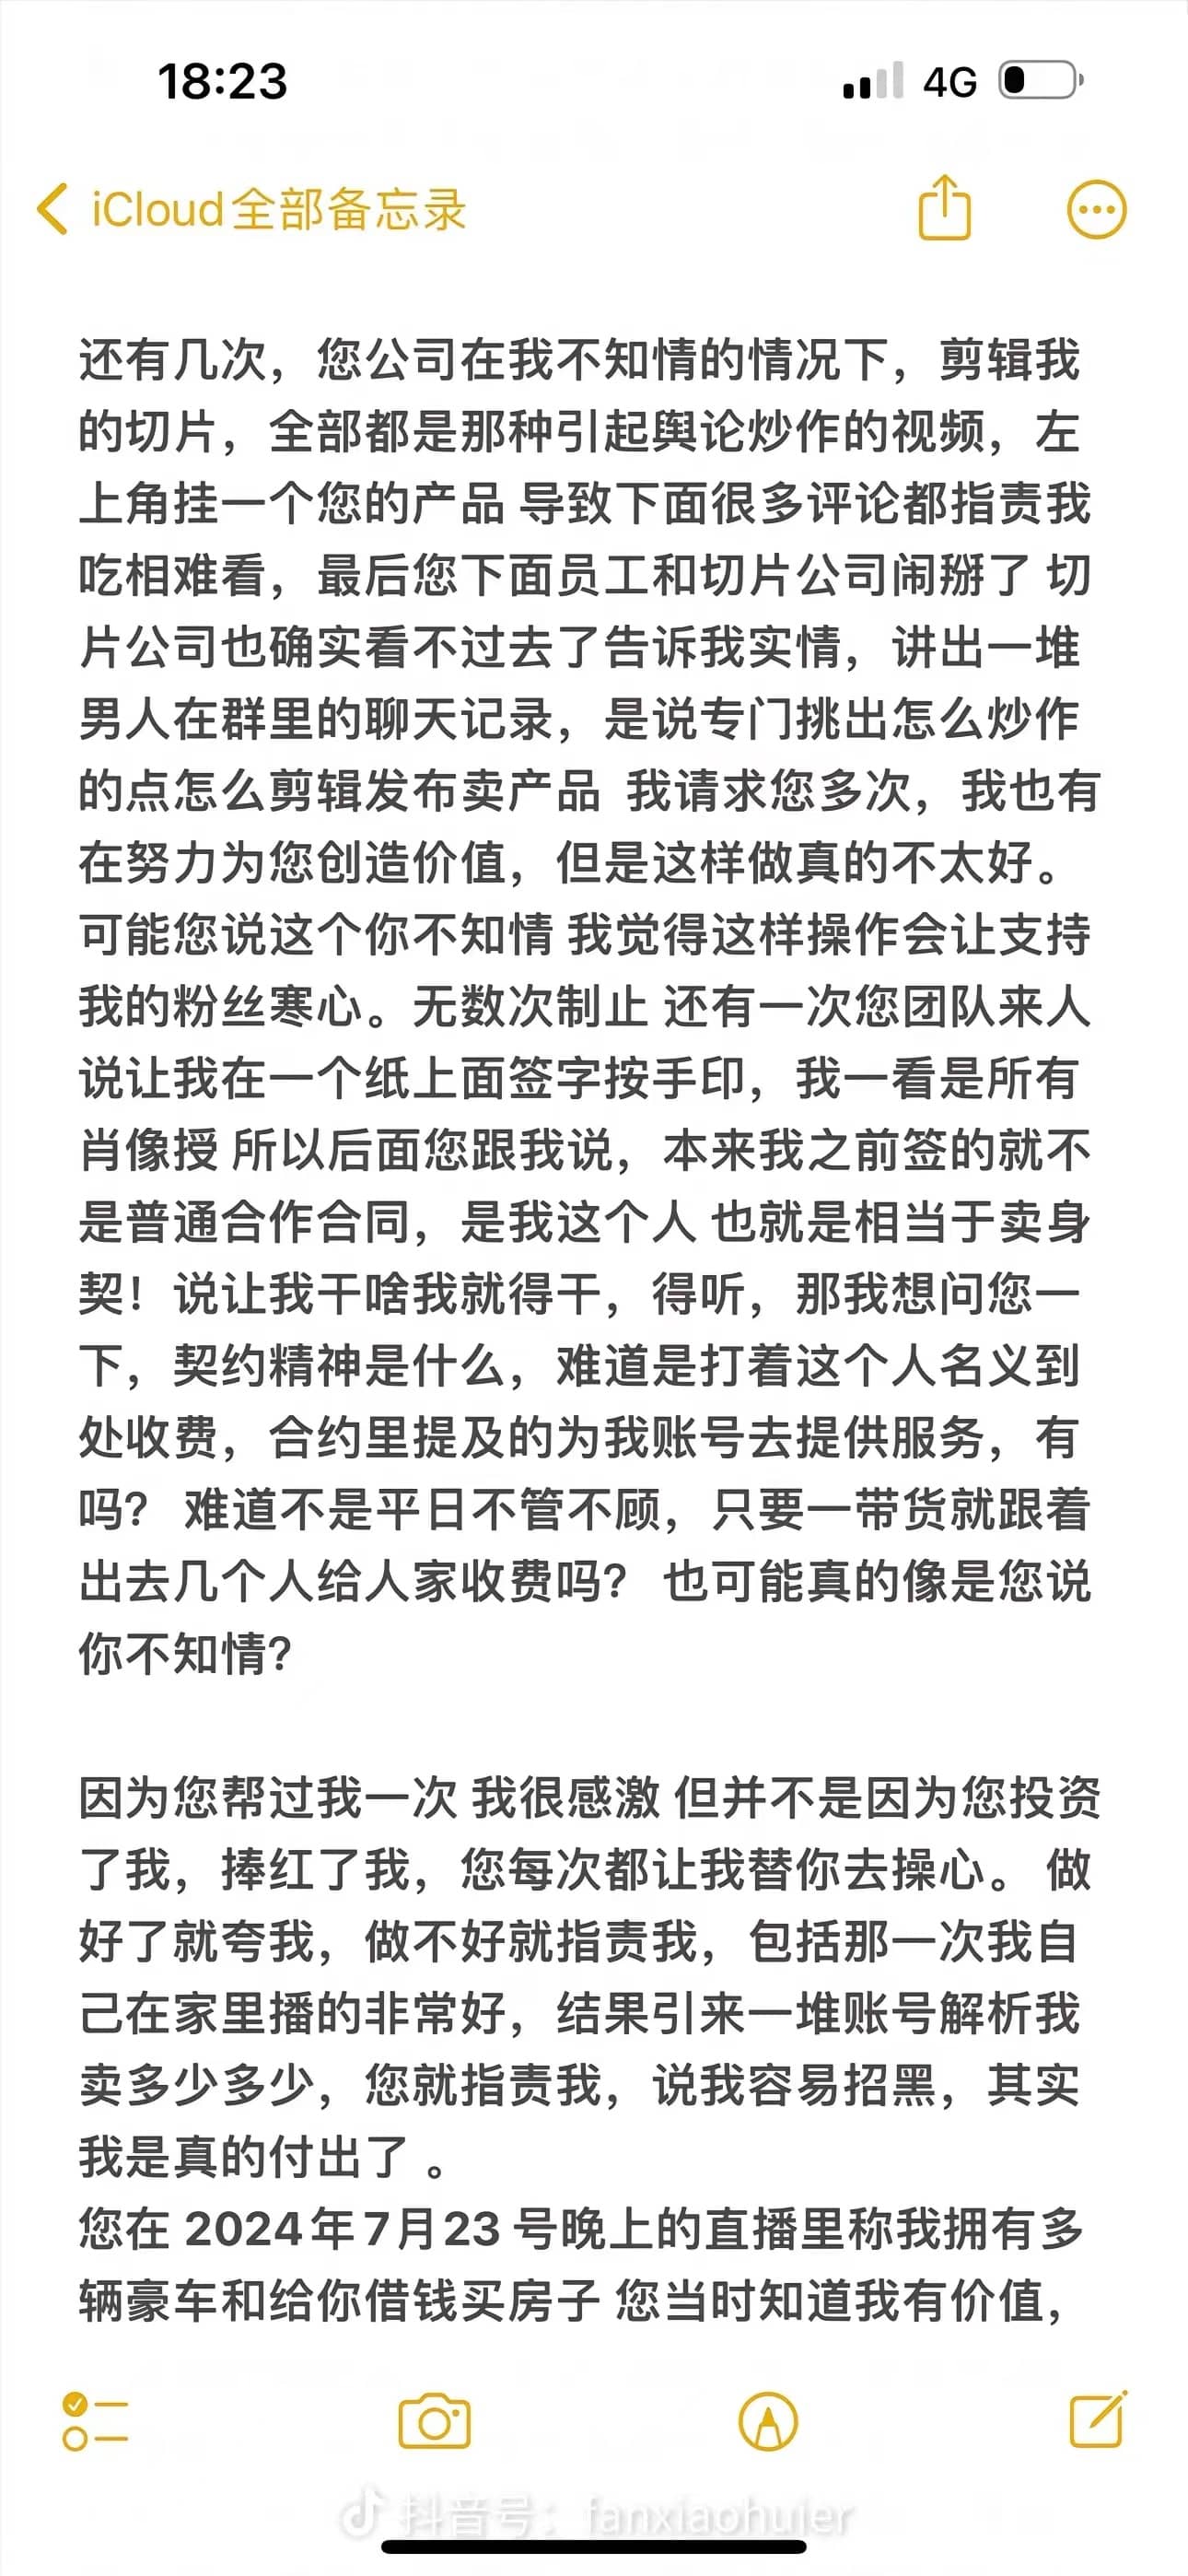 18:23
4G
iCloud全部备忘录
还有几次，您公司在我不知情的情况下，剪辑我
的切片，全部都是那种引起舆论炒作的视频，左
上角挂一个您的产品 导致下面很多评论都指责我
吃相难看，最后您下面员工和切片公司闹掰了 切
片公司也确实看不过去了告诉我实情，讲出一堆
男人在群里的聊天记录，是说专门挑出怎么炒作
的点怎么剪辑发布卖产品 我请求您多次，我也有
在努力为您创造价值，但是这样做真的不太好。
可能您说这个你不知情 我觉得这样操作会让支持
我的粉丝寒心。无数次制止 还有一次您团队来人
说让我在一个纸上面签字按手印，我一看是所有
肖像授 所以后面您跟我说，本来我之前签的就不
是普通合作合同，是我这个人 也就是相当于卖身
契！说让我干啥我就得干，得听，那我想问您一
下，契约精神是什么，难道是打着这个人名义到
处收费，合约里提及的为我账号去提供服务，有
吗？ 难道不是平日不管不顾，只要一带货就跟着
出去几个人给人家收费吗？ 也可能真的像是您说
你不知情？
因为您帮过我一次 我很感激 但并不是因为您投资
了我，捧红了我，您每次都让我替你去操心。 做
好了就夸我，做不好就指责我，包括那一次我自
己在家里播的非常好，结果引来一堆账号解析我
卖多少多少，您就指责我，说我容易招黑，其实
我是真的付出了 。
您在 2024年7月23 号晚上的直播里称我拥有多
辆豪车和给你借钱买房子 您当时知道我有价值，
抖音号：fanxiaohuier